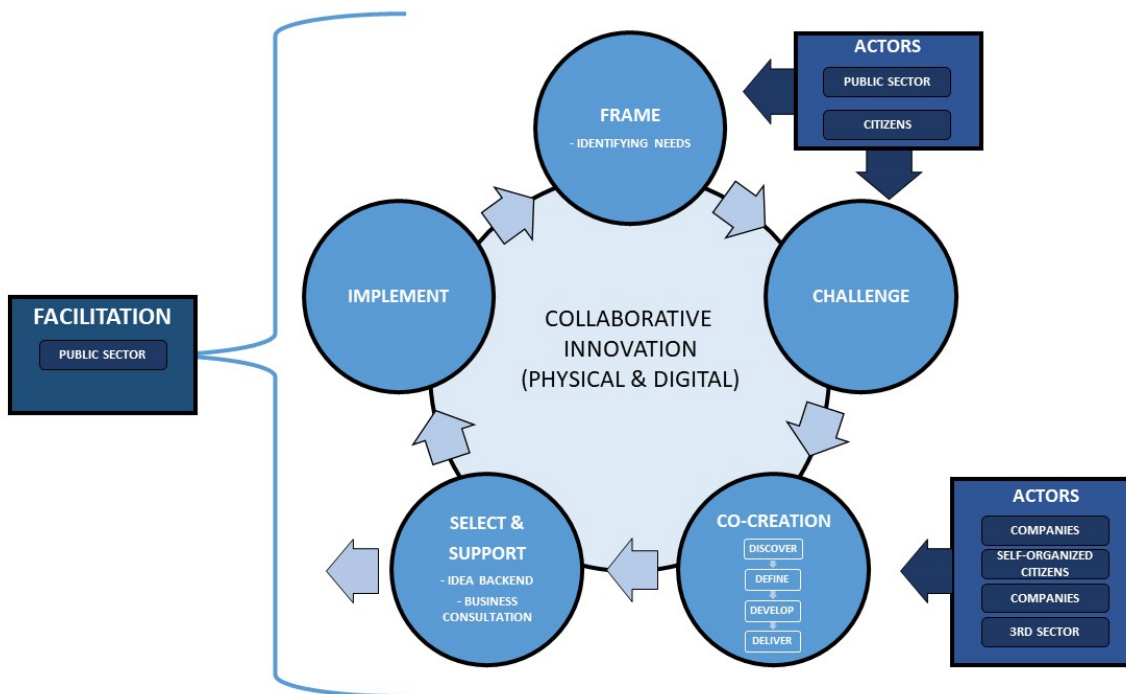 ACTORS
PUBLIC SECTOR
CITIZENS
FRAME
- IDENTIFYING NEEDS
IMPLEMENT
CHALLENGE
COLLABORATIVE
INNOVATION
(PHYSICAL & DIGITAL)
FACILITATION
PUBLIC SECTOR
SELECT &
SUPPORT
- IDEA BACKEND
- BUSINESS
CONSULTATION
CO-CREATION
DISCOVER
DEFINE
DEVELOP
DELIVER
ACTORS
COMPANIES
SELF-ORGANIZED
CITIZENS
COMPANIES
3RD SECTOR